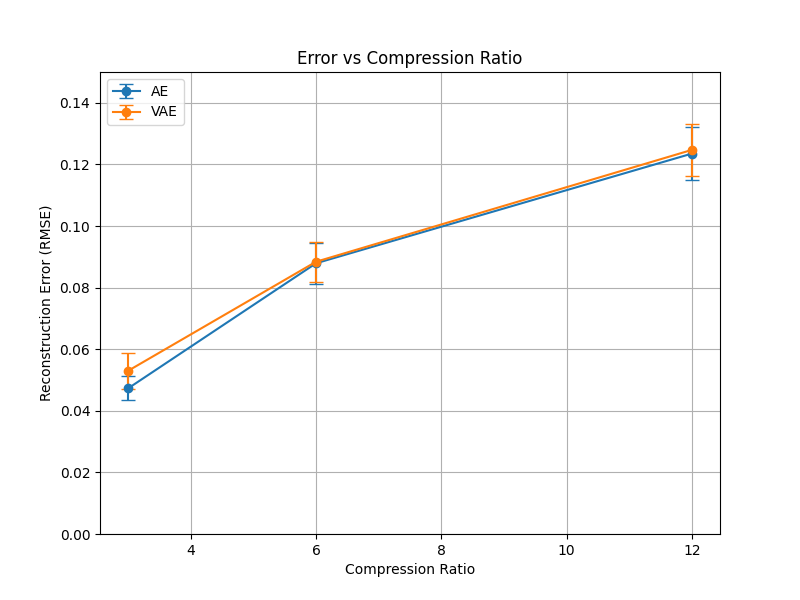 Error vs Compression Ratio
AE
VAE
0.14
0.12
0.10
0.08
0.06
0.04
0.02
0.00
Reconstruction Error (RMSE)
4 6 8 10 12
Compression Ratio